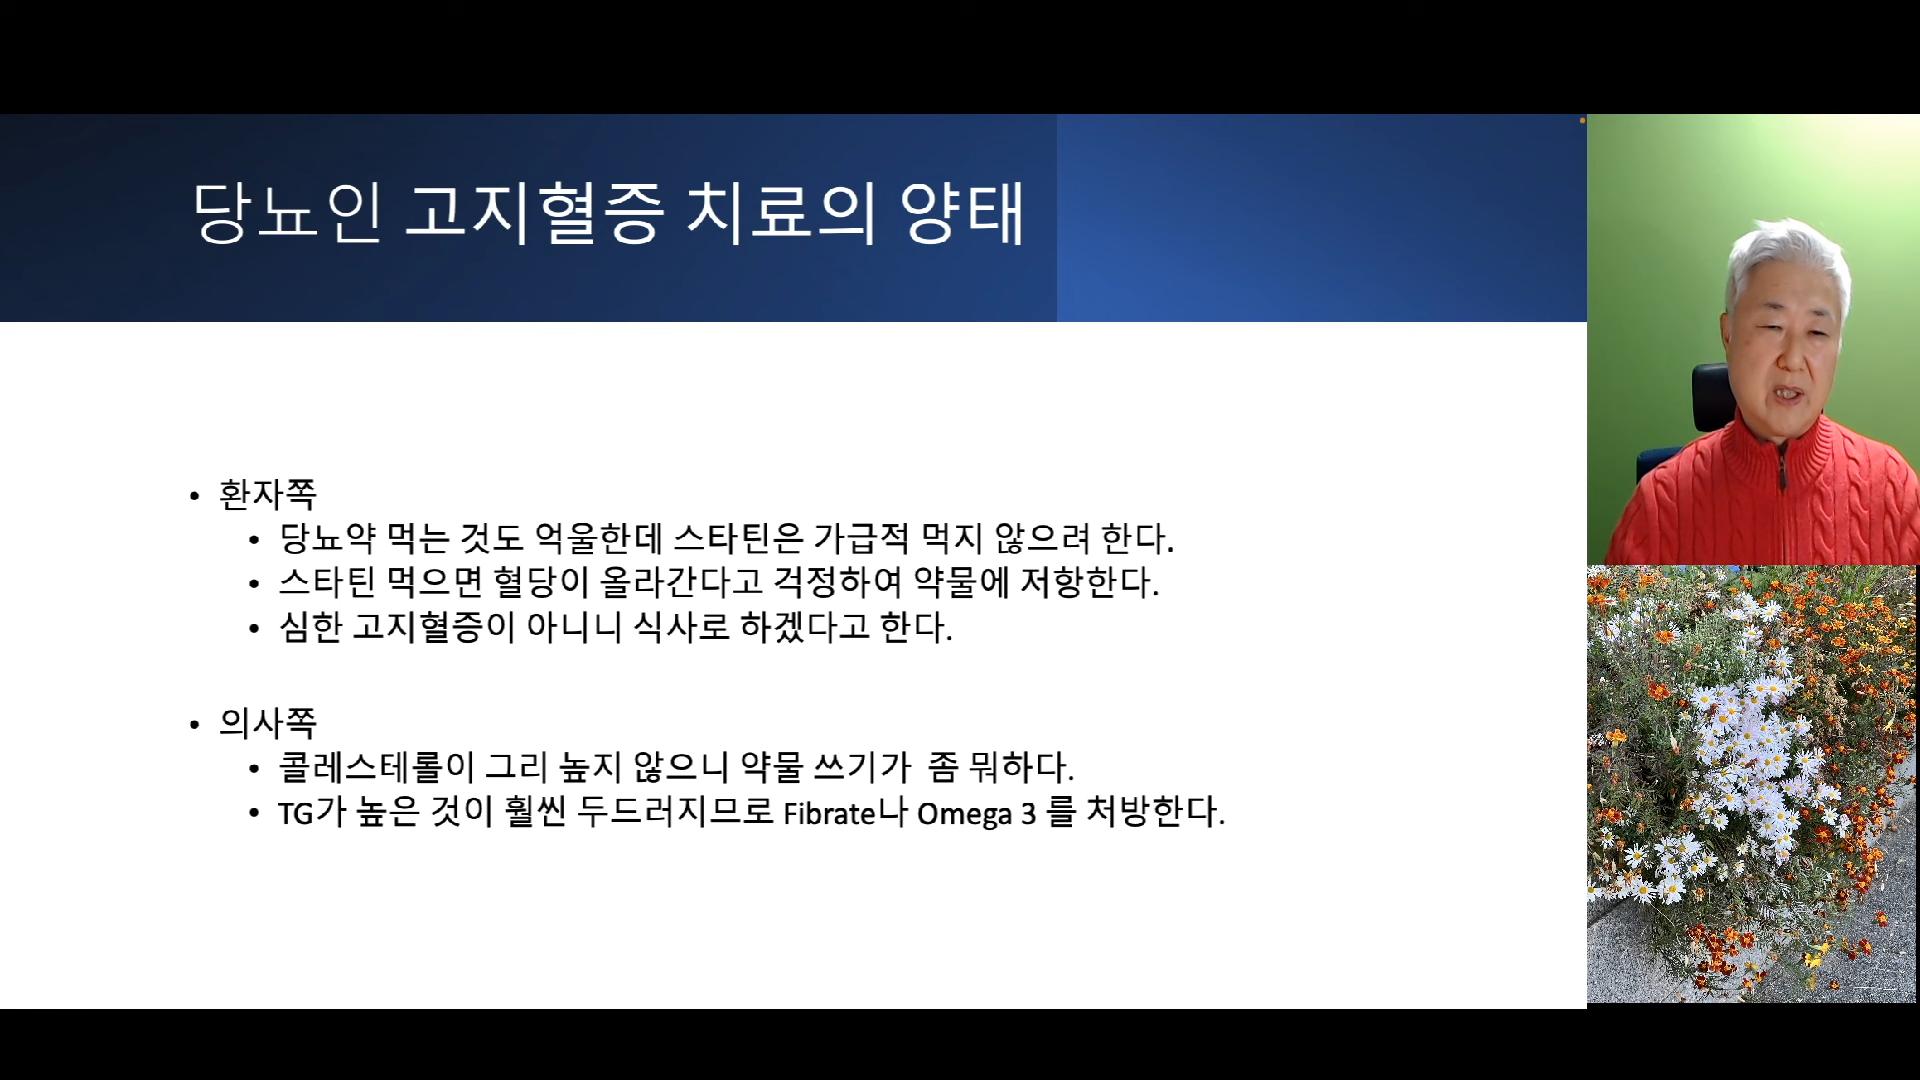 당뇨인 고지혈증 치료의 양태
• 환자쪽
• 당뇨약 먹는 것도 억울한데 스타틴은 가급적 먹지 않으려 한다.
• 스타틴 먹으면 혈당이 올라간다고 걱정하여 약물에 저항한다.
• 심한 고지혈증이 아니니 식사로 하겠다고 한다.
• 의사쪽
• 콜레스테롤이 그리 높지 않으니 약물 쓰기가 좀 뭐하다.
• TG가 높은 것이 훨씬 두드러지므로 Fibrate나 Omega 3 를 처방한다.